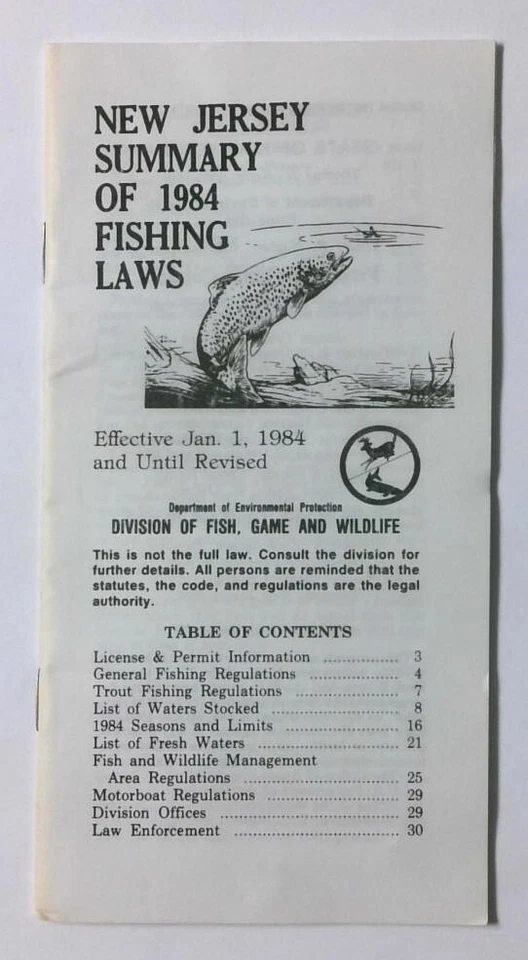 NEW JERSEY
SUMMARY
OF 1984
FISHING
LAWS
Effective Jan. 1, 1984
and Until Revised
Department of Environmental Protection
DIVISION OF FISH, GAME AND WILDLIFE
This is not the full law. Consult the division for
further details. All persons are reminded that the
statutes, the code, and regulations are the legal
authority.
TABLE OF CONTENTS
License & Permit Information ................. 3
General Fishing Regulations ....................... 4
Trout Fishing Regulations ....................... 7
List of Waters Stocked ............................ 8
1984 Seasons and Limits ......................... 16
List of Fresh Waters ................................ 21
Fish and Wildlife Management
Area Regulations ................................... 25
Motorboat Regulations ............................. 29
Division Offices ........................................ 29
Law Enforcement ..................................... 30